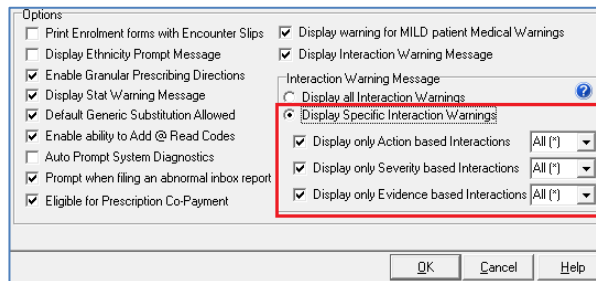 Options
Print Enrolment forms with Encounter Slips
Display Ethnicity Prompt Message
Enable Granular Prescribing Directions
Display Stat Warning Message
Default Generic Substitution Allowed
Enable ability to Add @ Read Codes
Auto Prompt System Diagnostics
Prompt when filing an abnormal inbox report
Eligible for Prescription Co-Payment
Display warning for MILD patient Medical Warnings
Display Interaction Warning Message
Interaction Warning Message
?
Display all Interaction Warnings
Display Specific Interaction Warnings
Display only Action based Interactions All (*)
Display only Severity based Interactions All (*)
Display only Evidence based Interactions All (*)
OK Cancel Help